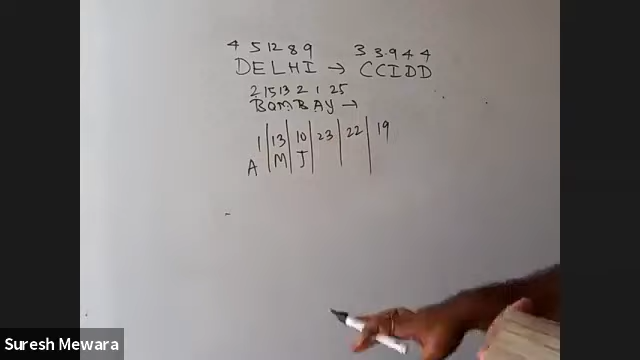 4 5 12 8 9 3 3 9 4 4
DELHI → CCIDD
2 15 13 2 1 25
BOMBAY →
1 | 13 | 10 | 23 | 22 | 19
A | M | J
Suresh Mewara